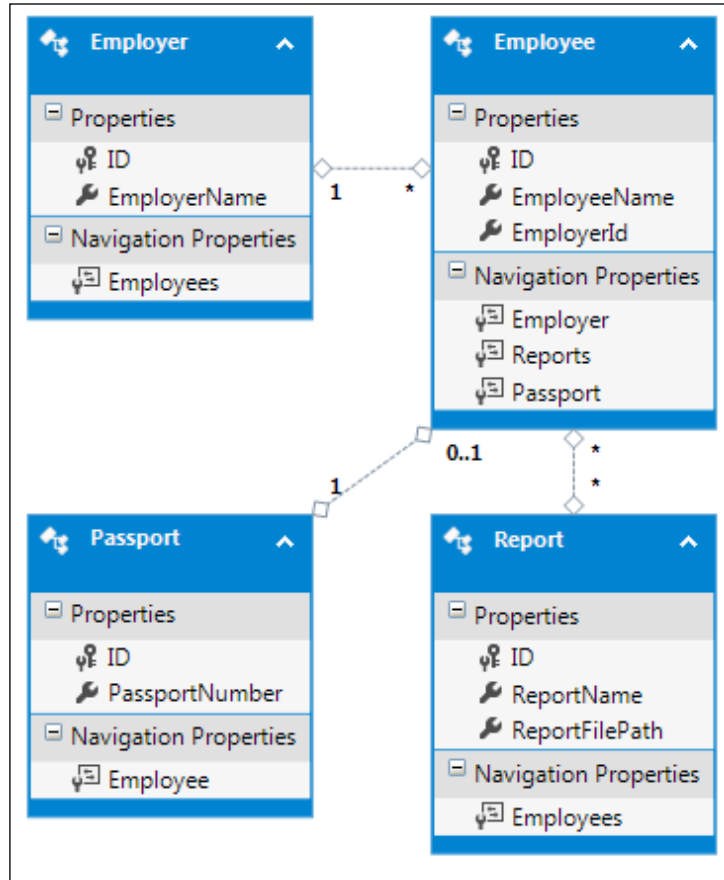 Employer
Properties
ID
EmployerName
Navigation Properties
Employees
1
*
Employee
Properties
ID
EmployeeName
EmployerId
Navigation Properties
Employer
Reports
Passport
0..1
1
*
*
Passport
Properties
ID
PassportNumber
Navigation Properties
Employee
Report
Properties
ID
ReportName
ReportFilePath
Navigation Properties
Employees